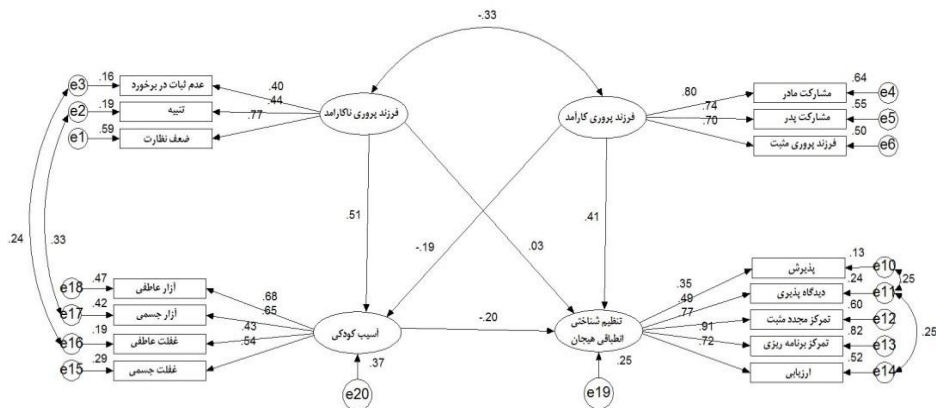 -.33
e3
.16
عدم ثبات در برخورد
.40
e2
.19
تنبیه
.44
e1
.59
ضعف نظارت
.77
فرزند پروری ناکارامد
فرزند پروری کارآمد
.80
مشارکت مادر
.64
e4
.74
مشارکت پدر
.55
e5
.70
فرزند پروری مثبت
.50
e6
.51
-.19
.03
.41
.24
.33
e18
.47
آزار عاطفی
.68
e17
.42
آزار جسمی
.65
e16
.19
غفلت عاطفی
.43
e15
.29
غفلت جسمی
.54
آسیب کودکی
.37
e20
-.20
تنظیم شناختی
انطباقی هیجان
.25
e19
.35
پذیرش
.13
e10
.25
.49
دیدگاه پذیری
.24
e11
.77
تمرکز مجدد مثبت
.60
e12
.91
تمرکز برنامه ریزی
.82
e13
.72
ارزیابی
.52
e14
.25